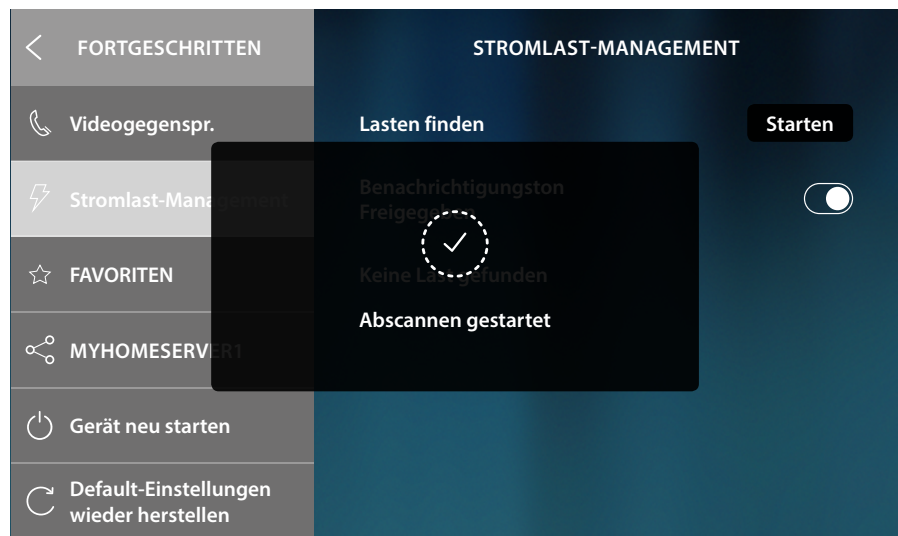 FORTGESCHRITTEN
Videogegenspr.
Stromlast-Management
FAVORITEN
MYHOMESERVER1
Gerät neu starten
Default-Einstellungen
wieder herstellen
STROMLAST-MANAGEMENT
Lasten finden
Starten
Benachrichtigungston
Freigegeben
Keine Last gefunden
Abscannen gestartet